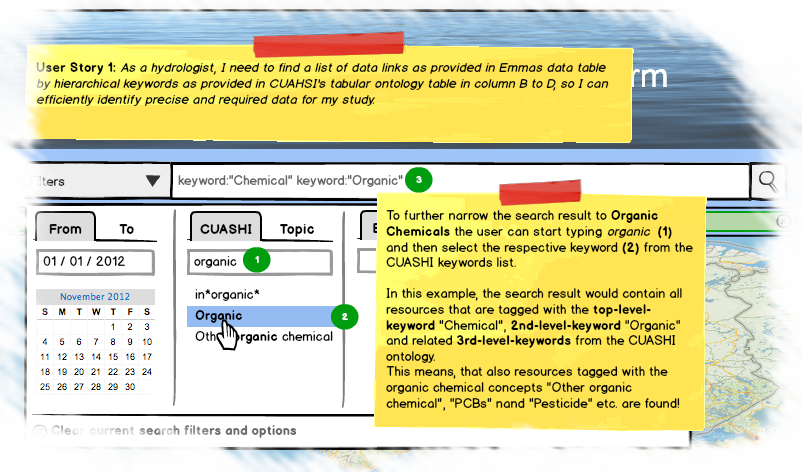 User Story 1: As a hydrologist, I need to find a list of data links as provided in Emmas data table
by hierarchical keywords as provided in CUAHSI's tabular ontology table in column B to D, so I can
efficiently identify precise and required data for my study.
rm
lters
keyword:"Chemical" keyword:"Organic"
3
From To
CUASHI Topic
E
01 / 01 / 2012
organic
1
November 2012
S M T W T F S
1 2 3
4 5 6 7 8 9 10
11 12 13 14 15 16 17
18 19 20 21 22 23 24
25 26 27 28 29 30
in*organic*
Organic
2
Other organic chemical
To further narrow the search result to Organic
Chemicals the user can start typing organic (1)
and then select the respective keyword (2) from the
CUASHI keywords list.
In this example, the search result would contain all
resources that are tagged with the top-level-
keyword "Chemical", 2nd-level-keyword "Organic"
and related 3rd-level-keywords from the CUASHI
ontology.
This means, that also resources tagged with the
organic chemical concepts "Other organic
chemical", "PCBs" nand "Pesticide" etc. are found!
Clear current search filters and options